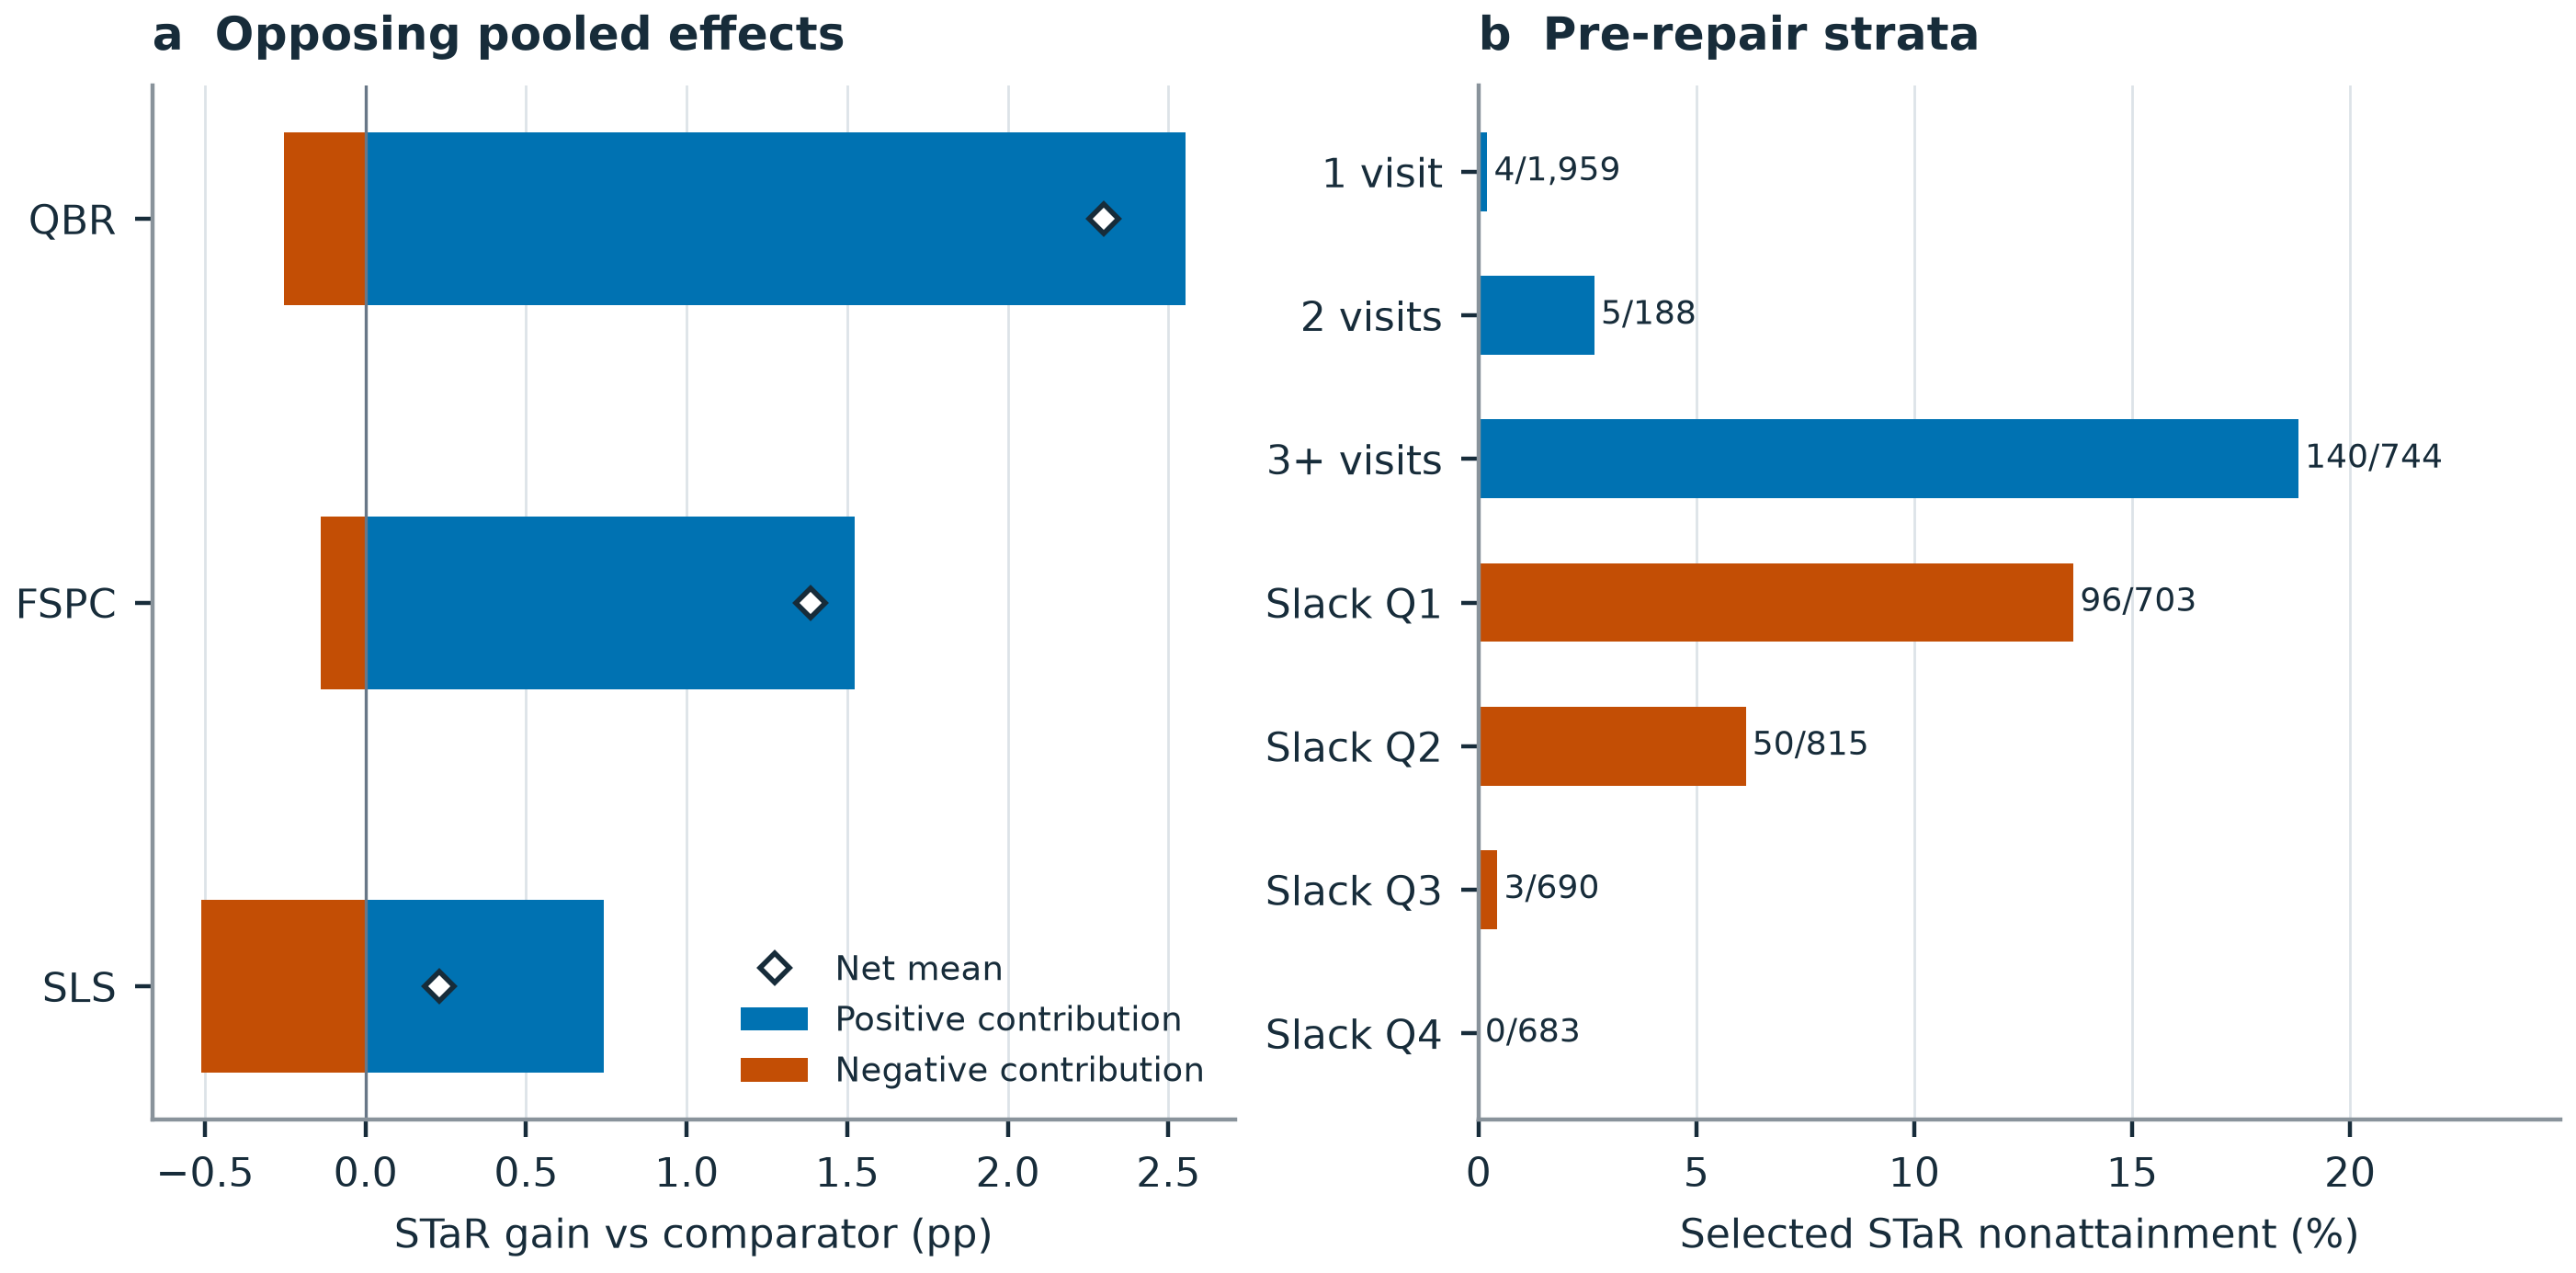 a Opposing pooled effects
QBR
FSPC
SLS
Net mean
Positive contribution
Negative contribution
−0.5 0.0 0.5 1.0 1.5 2.0 2.5
STaR gain vs comparator (pp)
b Pre-repair strata
1 visit 4/1,959
2 visits 5/188
3+ visits 140/744
Slack Q1 96/703
Slack Q2 50/815
Slack Q3 3/690
Slack Q4 0/683
0 5 10 15 20
Selected STaR nonattainment (%)